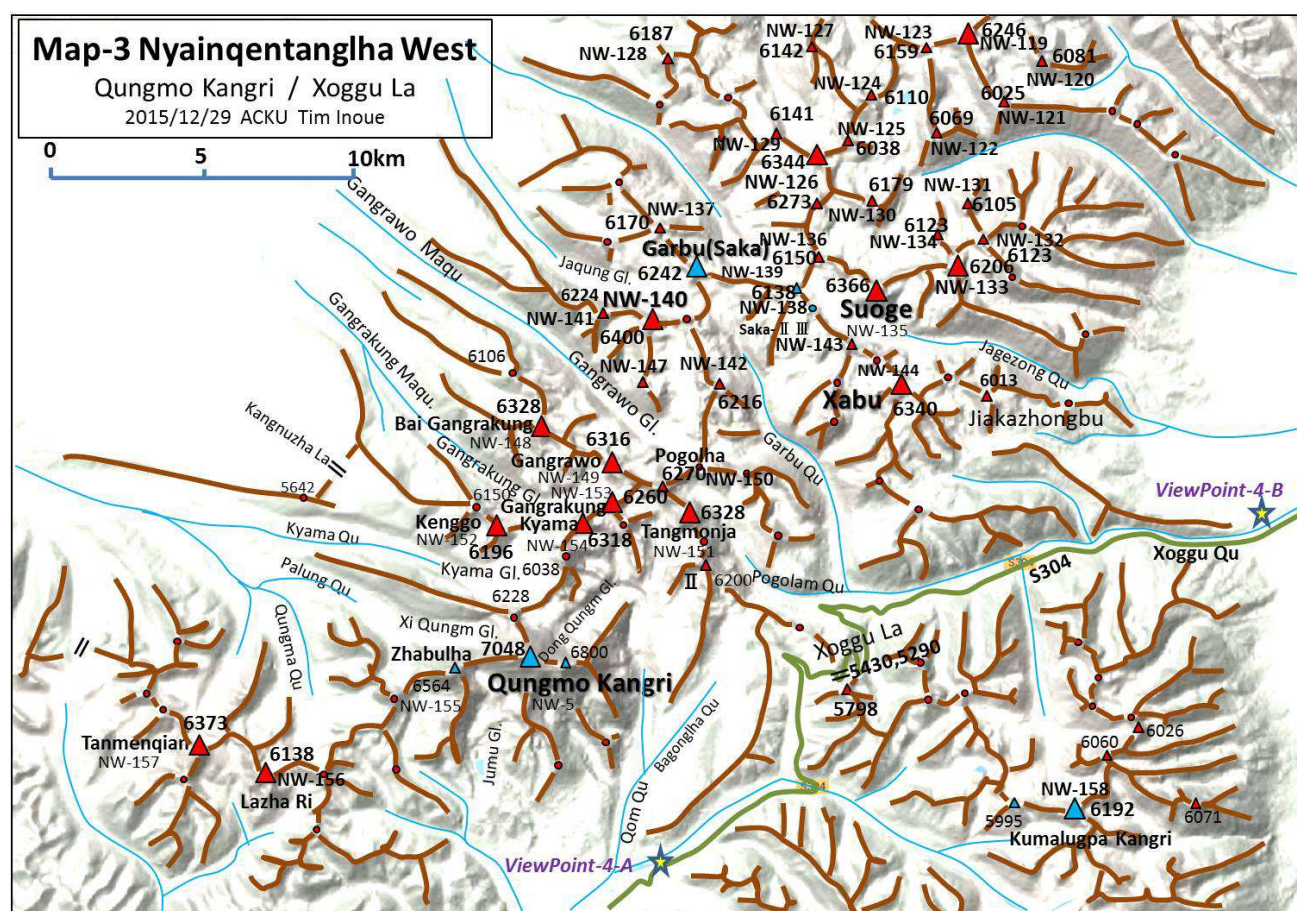 Map-3 Nyainqentanglha West
Qungmo Kangri / Xoggu La
2015/12/29 ACKU Tim Inoue
0 5 10km
6187
NW-128
NW-127
6142
NW-123
6159
6246
NW-119
6081
NW-120
NW-124
6110
6025
NW-121
6141
NW-129
NW-125
6038
6069
NW-122
6344
NW-126
6273
6179
NW-130
NW-131
6105
NW-137
6170
Garbu(Saka)
6242
NW-139
NW-136
6150
6123
NW-134
NW-132
6123
6206
NW-133
Gangrawo Maqu
Jaqung Gl.
6138
NW-138
Saka-Ⅱ Ⅲ
6366
Suoge
NW-135
6224
NW-141
NW-140
6400
NW-143
Jagezong Qu
Gangrakung Maqu.
6106
Gangrawo Gl.
NW-147
NW-142
6216
NW-144
Xabu
6340
6013
Jiakazhongbu
6328
Bai Gangrakung
NW-148
6316
Gangrawo
NW-149
Garbu Qu
Kangnuzha La
Gangrakung Gl.
Pogolha
6270
NW-150
5642
6150
NW-153
Gangrakung
6260
Kenggo
NW-152
6196
Kyama
NW-154
6318
6328
Tangmonja
NW-151
ViewPoint-4-B
Kyama Qu
Kyama Gl.
6038
Ⅱ
6200
Pogolam Qu
S304
S304
Xoggu Qu
Palung Qu
6228
Qungma Qu
Xi Qungm Gl.
Dong Qungm Gl.
Xoggu La
5430,5290
5798
Zhabulha
6564
NW-155
7048
6800
Qungmo Kangri
NW-5
6373
Tanmenqian
NW-157
6138
NW-156
Lazha Ri
Jumu Gl.
Qom Qu
Bagonglha Qu
6026
6060
NW-158
6192
5995
6071
Kumalugpa Kangri
ViewPoint-4-A